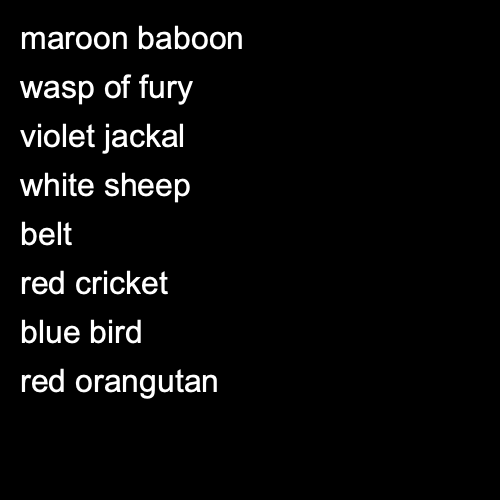 maroon baboon
wasp of fury
violet jackal
white sheep
belt
red cricket
blue bird
red orangutan